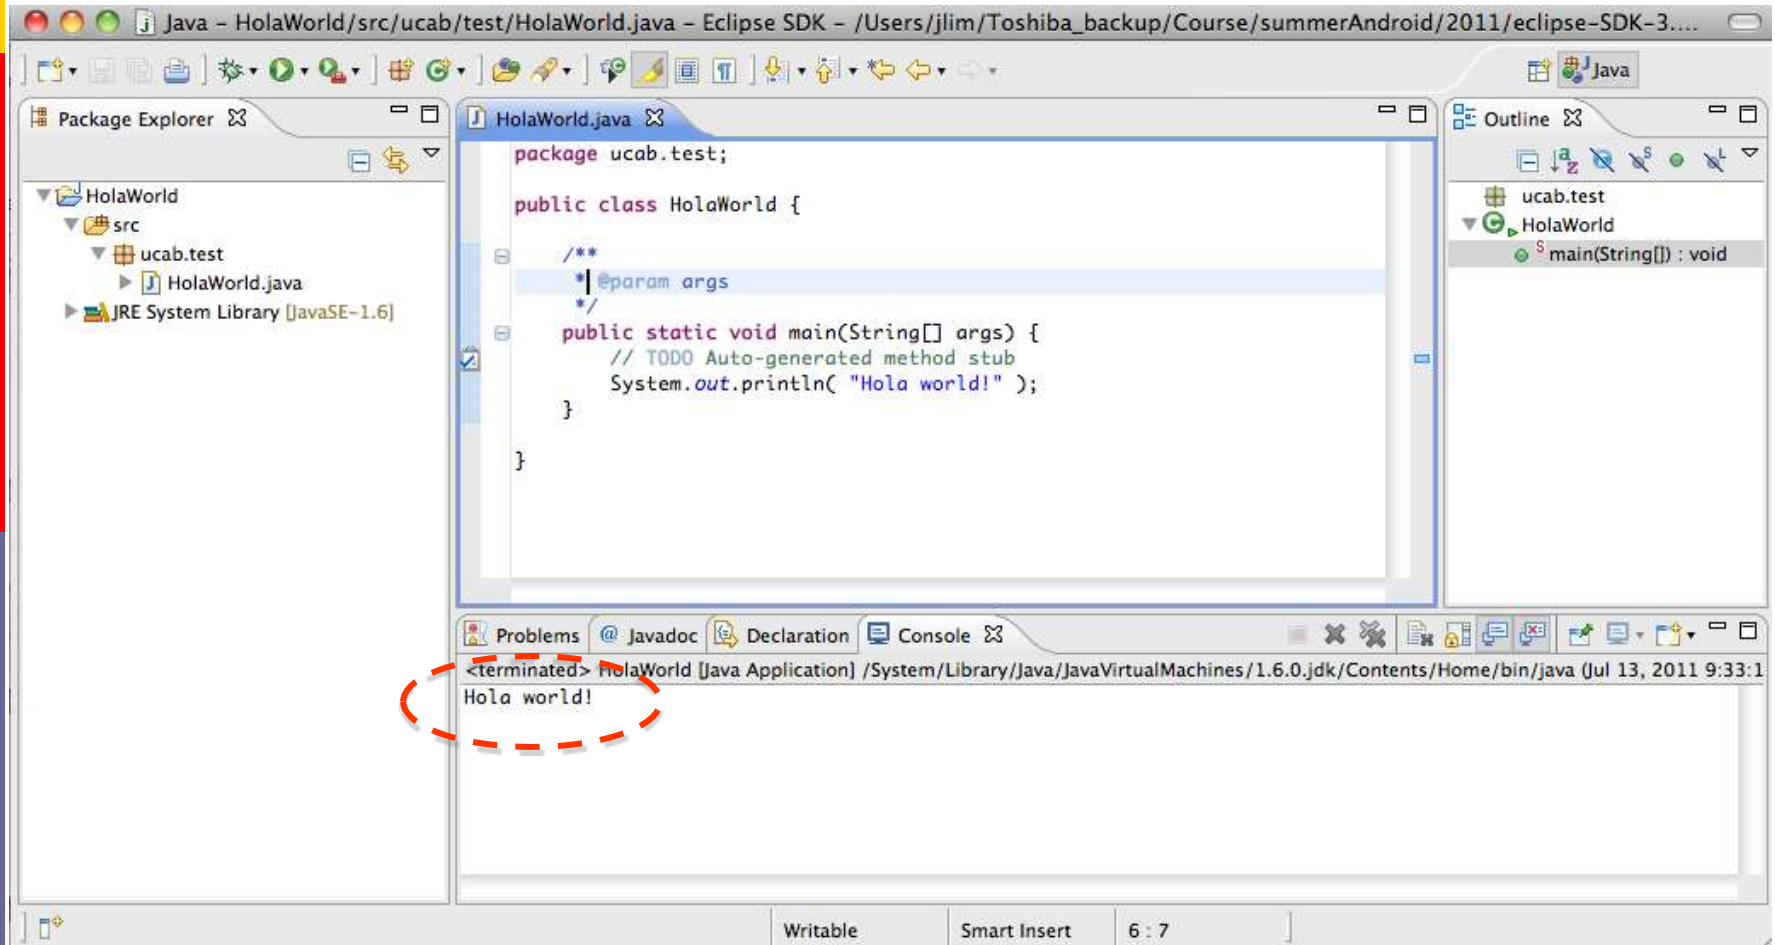 Java - HolaWorld/src/ucab/test/HolaWorld.java - Eclipse SDK - /Users/jlim/Toshiba_backup/Course/summerAndroid/2011/eclipse-SDK-3....
Java
Package Explorer
HolaWorld
src
ucab.test
HolaWorld.java
JRE System Library [JavaSE-1.6]
HolaWorld.java
package ucab.test;
public class HolaWorld {
/**
* @param args
*/
public static void main(String[] args) {
// TODO Auto-generated method stub
System.out.println( "Hola world!" );
}
}
Outline
ucab.test
HolaWorld
main(String[]) : void
Problems @ Javadoc Declaration Console
<terminated> HolaWorld [Java Application] /System/Library/Java/JavaVirtualMachines/1.6.0.jdk/Contents/Home/bin/java (Jul 13, 2011 9:33:1
Hola world!
Writable Smart Insert 6 : 7